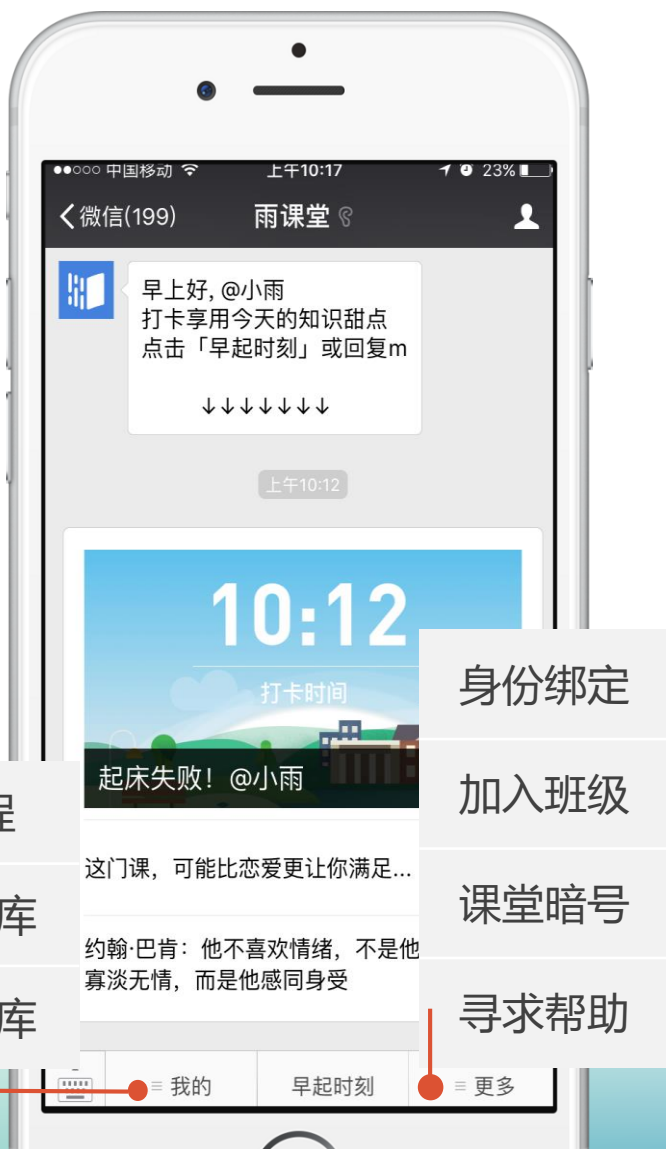 中国移动
上午10:17
23%
微信(199)
雨课堂
早上好, @小雨
打卡享用今天的知识甜点
点击「早起时刻」或回复m
↓↓↓↓↓↓↓
上午10:12
10:12
打卡时间
起床失败！@小雨
这门课，可能比恋爱更让你满足...
约翰·巴肯：他不喜欢情绪，不是他
寡淡无情，而是他感同身受
身份绑定
加入班级
课堂暗号
寻求帮助
程
库
库
我的
早起时刻
更多